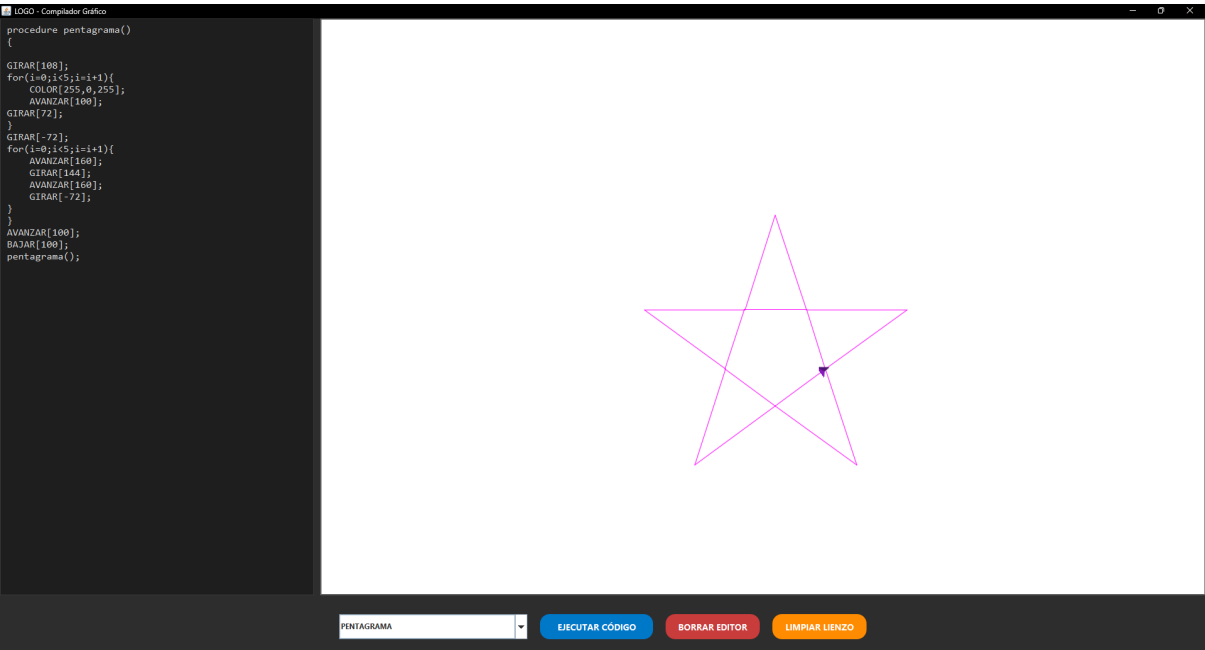 LOGO - Compilador Gráfico
procedure pentagrama()
{
GIRAR[108];
for(i=0;i<5;i=i+1){
COLOR[255,0,255];
AVANZAR[100];
GIRAR[72];
}
GIRAR[-72];
for(i=0;i<5;i=i+1){
AVANZAR[160];
GIRAR[144];
AVANZAR[160];
GIRAR[-72];
}
}
AVANZAR[100];
BAJAR[100];
pentagrama();
PENTAGRAMA
EJECUTAR CÓDIGO
BORRAR EDITOR
LIMPIAR LIENZO